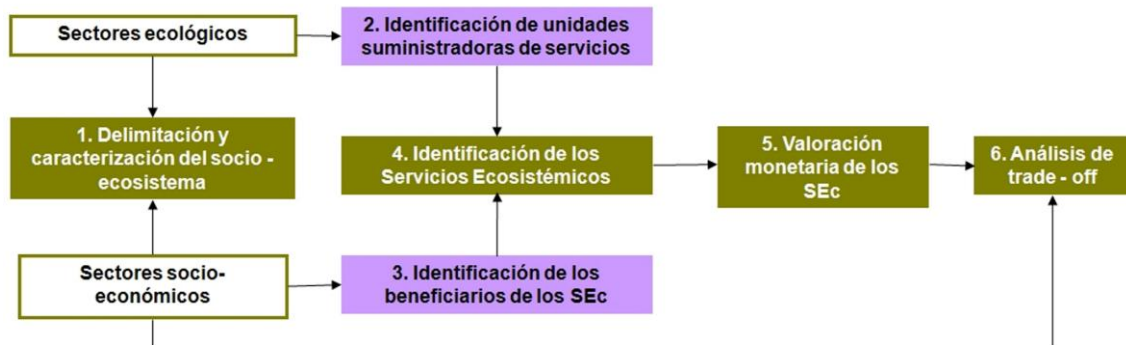 Sectores ecológicos
2. Identificación de unidades
suministradoras de servicios
1. Delimitación y
caracterización del socio -
ecosistema
4. Identificación de los
Servicios Ecosistémicos
5. Valoración
monetaria de los
SEc
6. Análisis de
trade - off
Sectores socio-
económicos
3. Identificación de los
beneficiarios de los SEc